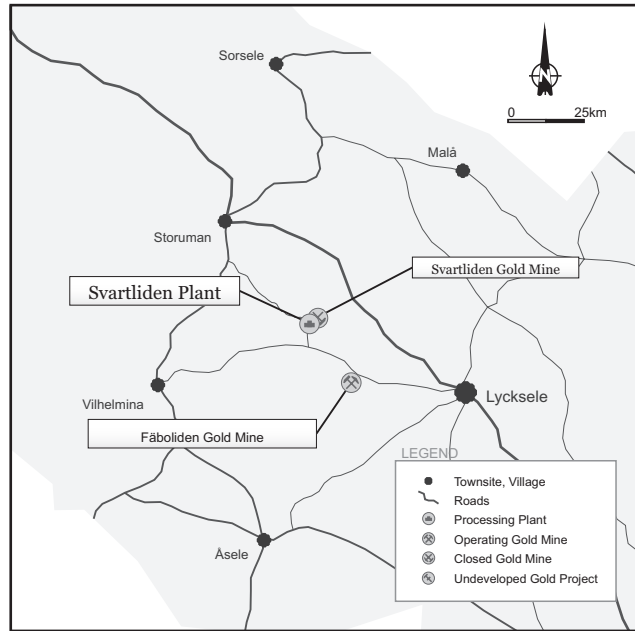 Sorsele
N
0 25km
Malå
Storuman
Svartliden Gold Mine
Svartliden Plant
Vilhelmina
Lycksele
Fäboliden Gold Mine
LEGEND
Townsite, Village
Roads
Processing Plant
Operating Gold Mine
Closed Gold Mine
Undeveloped Gold Project
Åsele